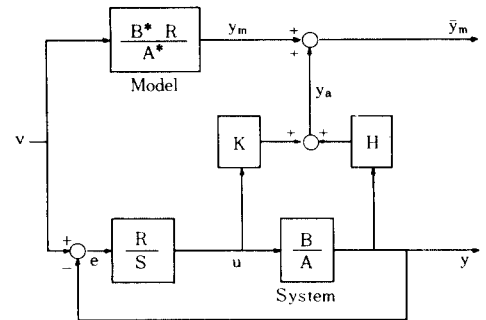 B* R
A*
y_m
+
+
ȳ_m
Model
y_a
v
K
+
+
H
+
−
e
R
S
u
B
A
y
System